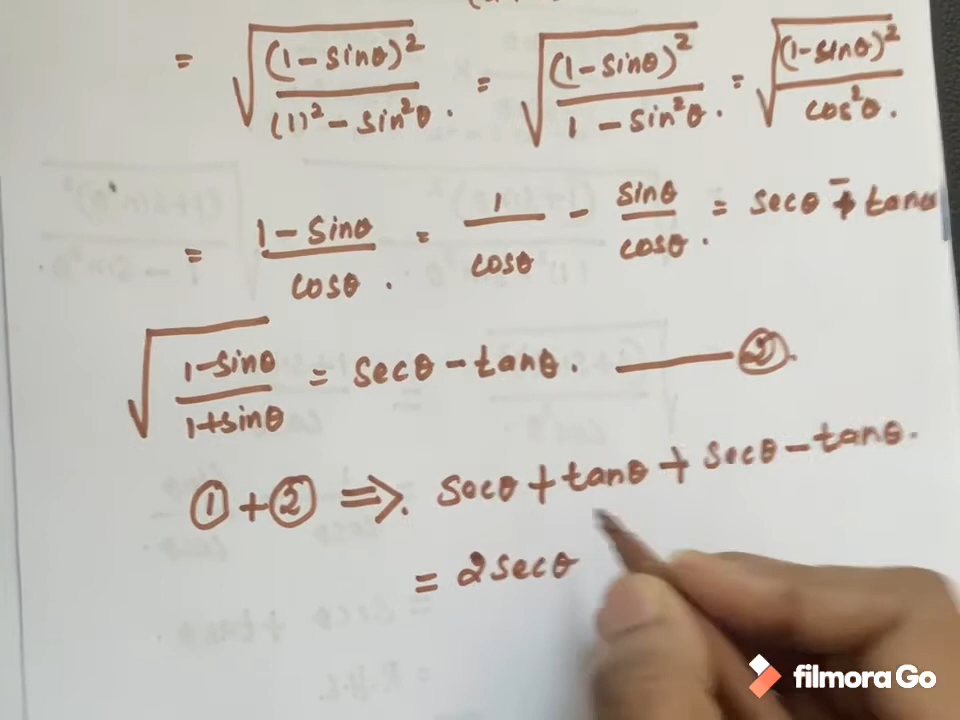 = √(1-sinθ)²/(1)²-sin²θ. = √(1-sinθ)²/1-sin²θ. = √(1-sinθ)²/cos²θ.
= 1-sinθ/cosθ. = 1/cosθ - sinθ/cosθ. = secθ - tanθ
√1-sinθ/1+sinθ = secθ-tanθ. — ②.
①+② ⇒. secθ+tanθ+secθ-tanθ.
= 2secθ
filmora Go